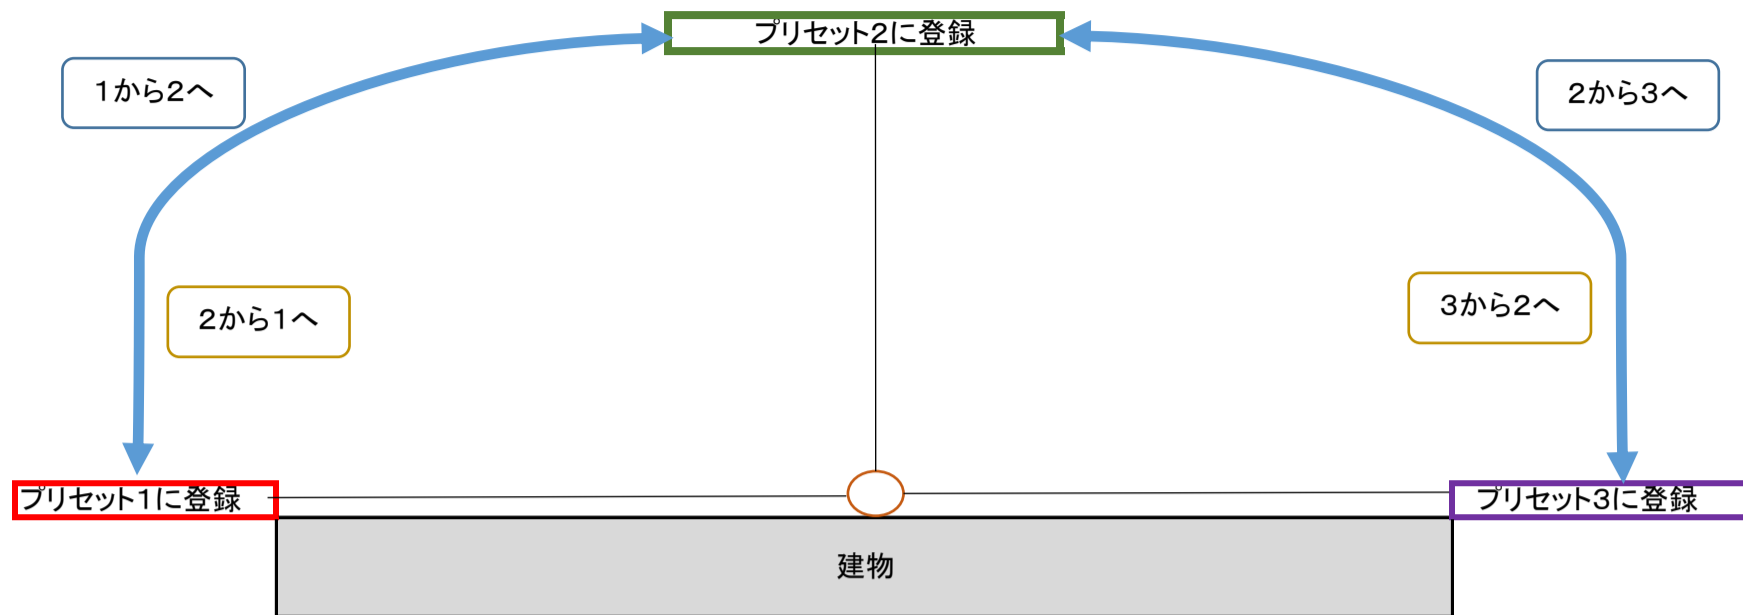 プリセット２に登録
１から２へ
２から３へ
２から１へ
３から２へ
プリセット１に登録
プリセット３に登録
建物